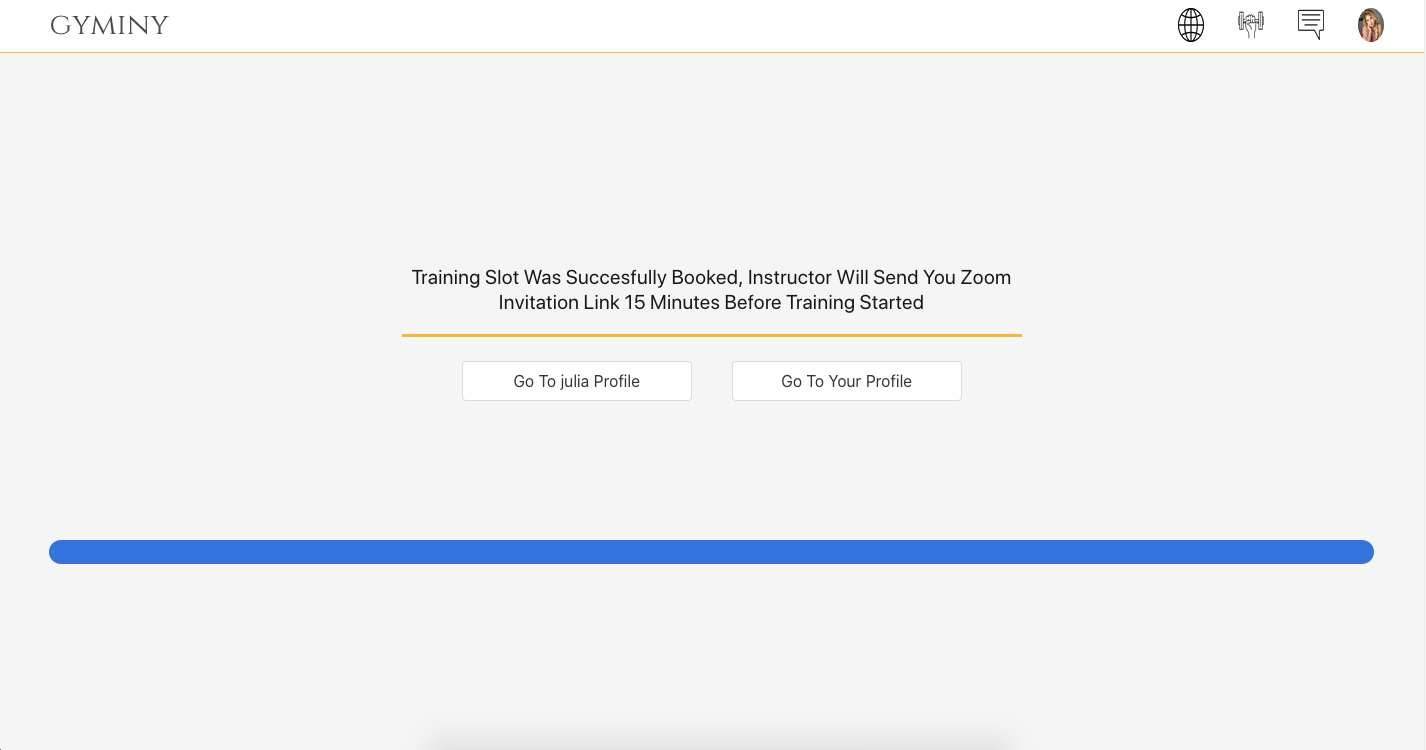 GYMINY
Training Slot Was Succesfully Booked, Instructor Will Send You Zoom
Invitation Link 15 Minutes Before Training Started
Go To julia Profile
Go To Your Profile